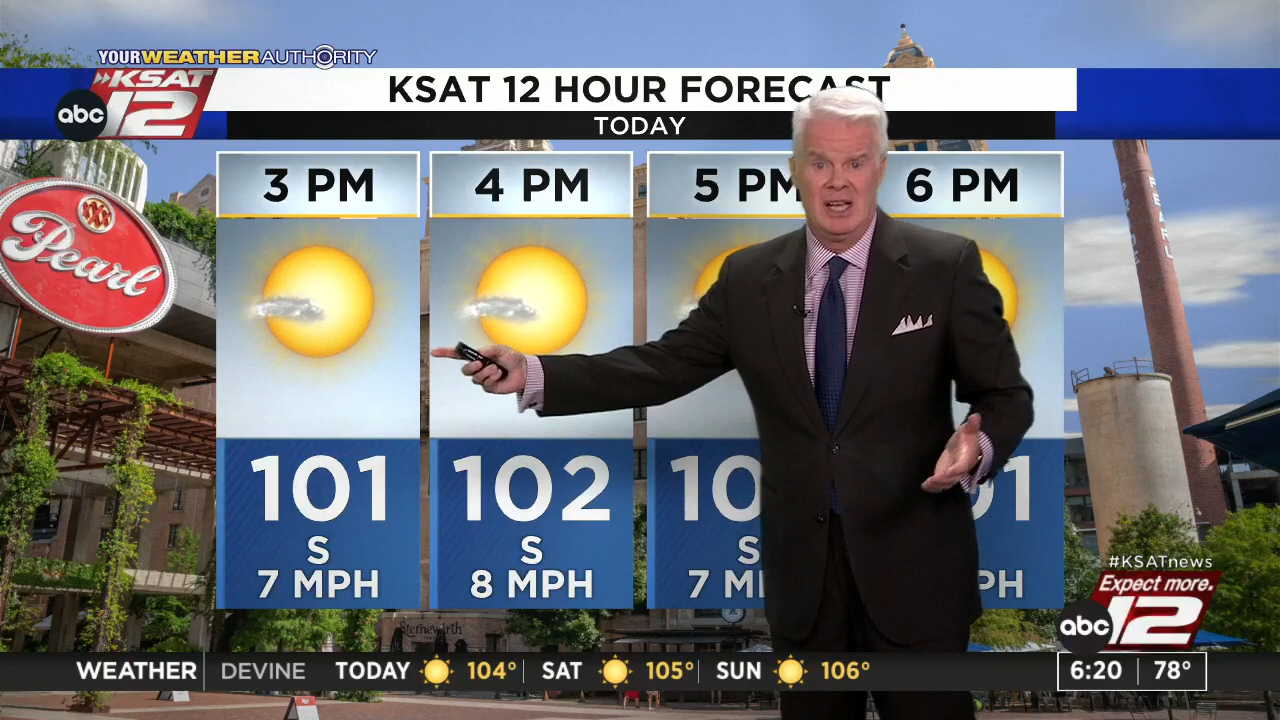 YOURWEATHERAUTHORITY
KSAT
abc 12
KSAT 12 HOUR FORECAST
TODAY
3 PM 4 PM 5 PM 6 PM
Pearl
PEARL
101 102
S S S
7 MPH 8 MPH
#KSATnews
Expect more.
abc 12
Sternewirth
WEATHER DEVINE TODAY 104° SAT 105° SUN 106° 6:20 78°